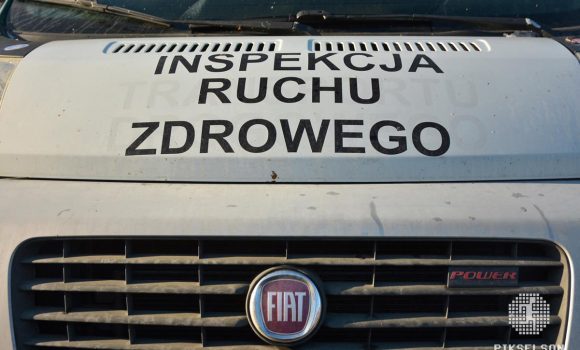 INSPEKCJA
RUCHU
ZDROWEGO
POWER
FIAT
PIKSELSON